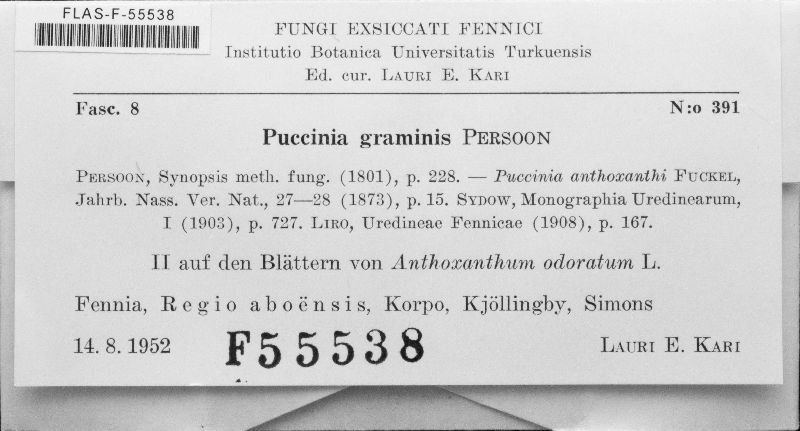 FLAS-F-55538
FUNGI EXSICCATI FENNICI
Institutio Botanica Universitatis Turkuensis
Ed. cur. LAURI E. KARI
Fasc. 8 N:o 391
Puccinia graminis PERSOON
PERSOON, Synopsis meth. fung. (1801), p. 228. — Puccinia anthoxanthi FUCKEL,
Jahrb. Nass. Ver. Nat., 27—28 (1873), p. 15. SYDOW, Monographia Uredinearum,
I (1903), p. 727. LIRO, Uredineae Fennicae (1908), p. 167.
II auf den Blättern von Anthoxanthum odoratum L.
Fennia, Regio aboënsis, Korpo, Kjöllingby, Simons
14. 8. 1952 F55538 LAURI E. KARI